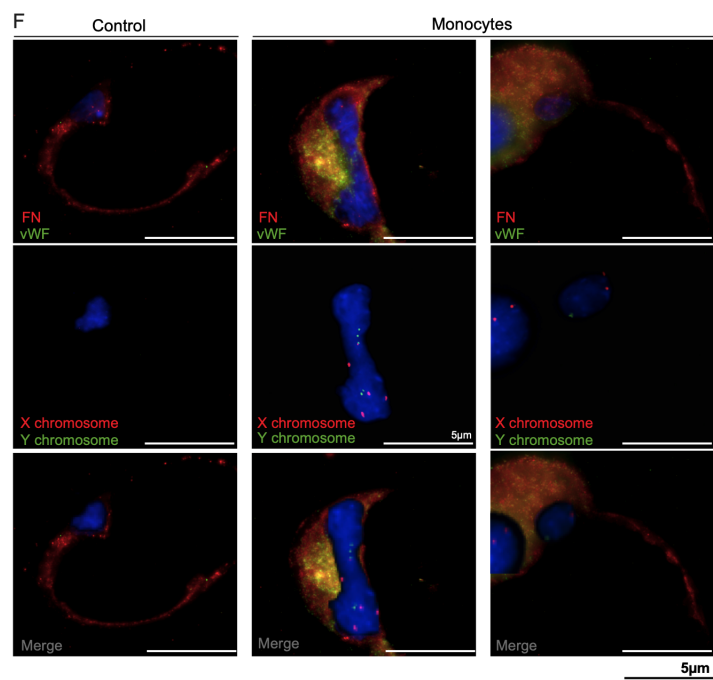 F
Control
Monocytes
FN
vWF
FN
vWF
FN
vWF
X chromosome
Y chromosome
X chromosome
Y chromosome
5μm
X chromosome
Y chromosome
Merge
Merge
Merge
5μm